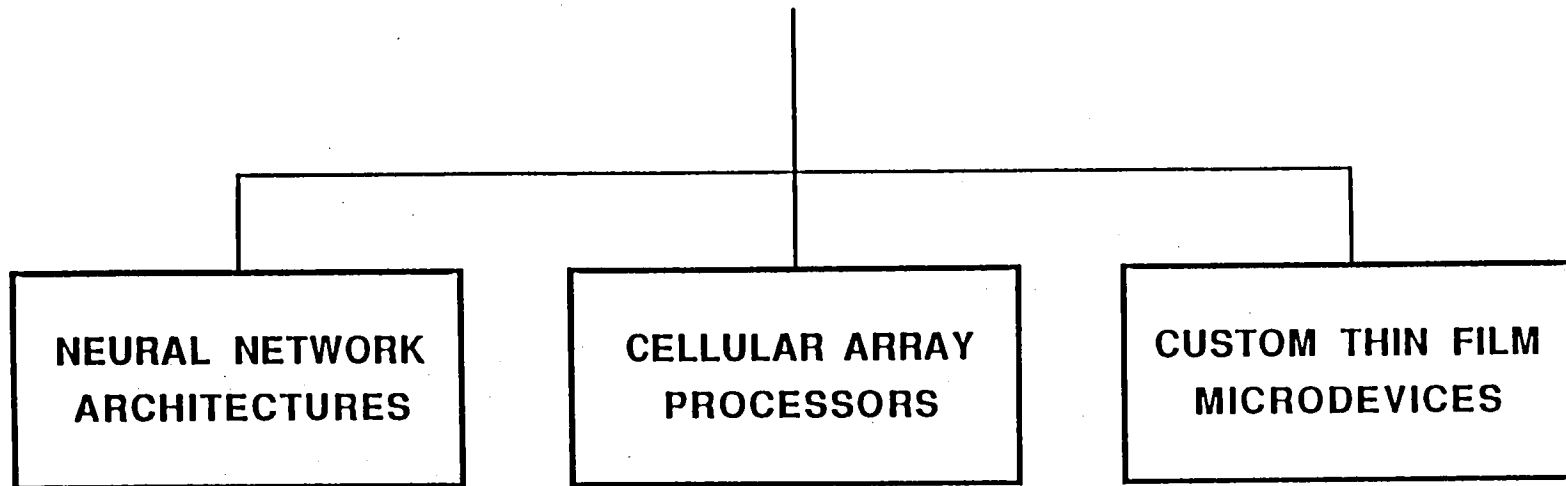 NEURAL NETWORK
ARCHITECTURES
CELLULAR ARRAY
PROCESSORS
CUSTOM THIN FILM
MICRODEVICES